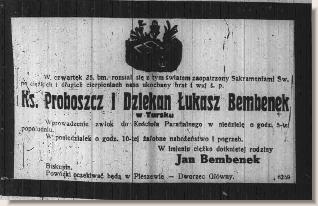 W czwartek 25. bm. rozstał się z tym światem zaopatrzony Sakramentami Św.
po ciężkich i długich cierpieniach nasz ukochany brat i wuj ś. p.
Ks. Proboszcz i Dziekan Łukasz Bembenek
w Tursku
Wprowadzenie zwłok do Kościoła Parafialnego w niedzielę o godz. 5-tej
popołudniu.
W poniedziałek o godz. 10-tej żałobne nabożeństwo i pogrzeb.
W imieniu ciężko dotkniętej rodziny
Jan Bembenek
Biskupin.
Powózki oczekiwać będą w Pleszewie — Dworzec Główny.